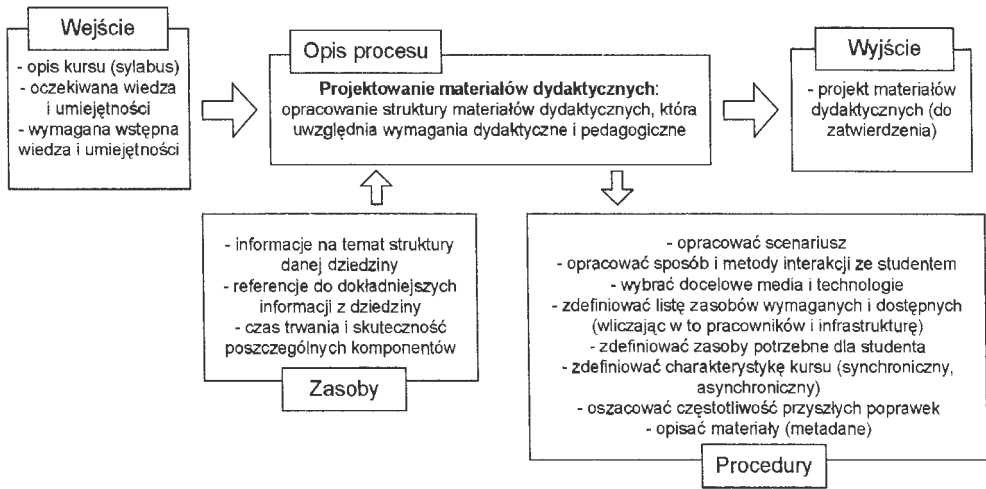 Wejście
- opis kursu (sylabus)
- oczekiwana wiedza
i umiejętności
- wymagana wstępna
wiedza i umiejętności
Opis procesu
Projektowanie materiałów dydaktycznych:
opracowanie struktury materiałów dydaktycznych, która
uwzględnia wymagania dydaktyczne i pedagogiczne
Wyjście
- projekt materiałów
dydaktycznych (do
zatwierdzenia)
- informacje na temat struktury
danej dziedziny
- referencje do dokładniejszych
informacji z dziedziny
- czas trwania i skuteczność
poszczególnych komponentów
Zasoby
- opracować scenariusz
- opracować sposób i metody interakcji ze studentem
- wybrać docelowe media i technologie
- zdefiniować listę zasobów wymaganych i dostępnych
(wliczając w to pracowników i infrastrukturę)
- zdefiniować zasoby potrzebne dla studenta
- zdefiniować charakterystykę kursu (synchroniczny,
asynchroniczny)
- oszacować częstotliwość przyszłych poprawek
- opisać materiały (metadane)
Procedury